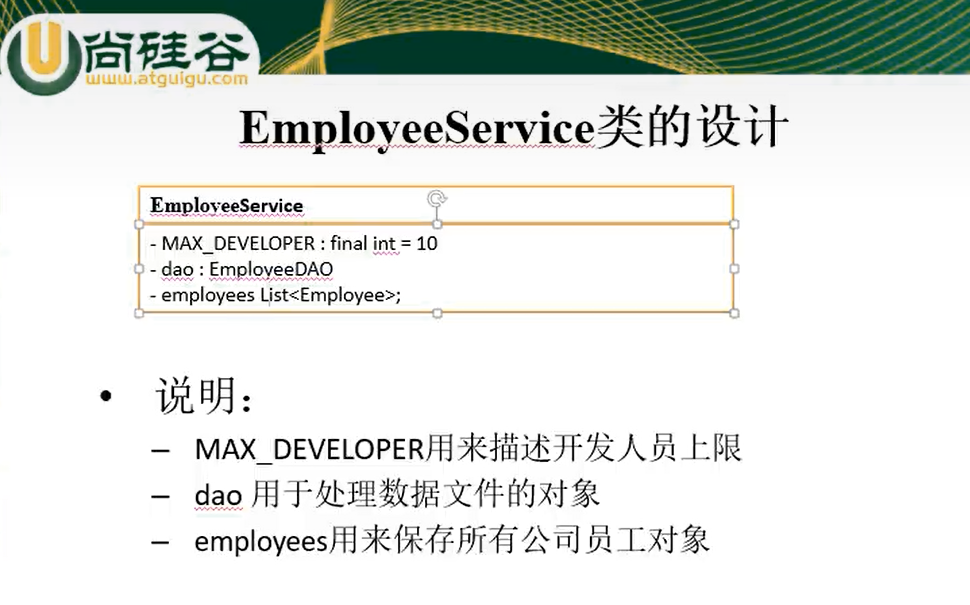 尚硅谷
www.atguigu.com
EmployeeService类的设计
EmployeeService
- MAX_DEVELOPER : final int = 10
- dao : EmployeeDAO
- employees List<Employee>;
• 说明：
– MAX_DEVELOPER用来描述开发人员上限
– dao 用于处理数据文件的对象
– employees用来保存所有公司员工对象